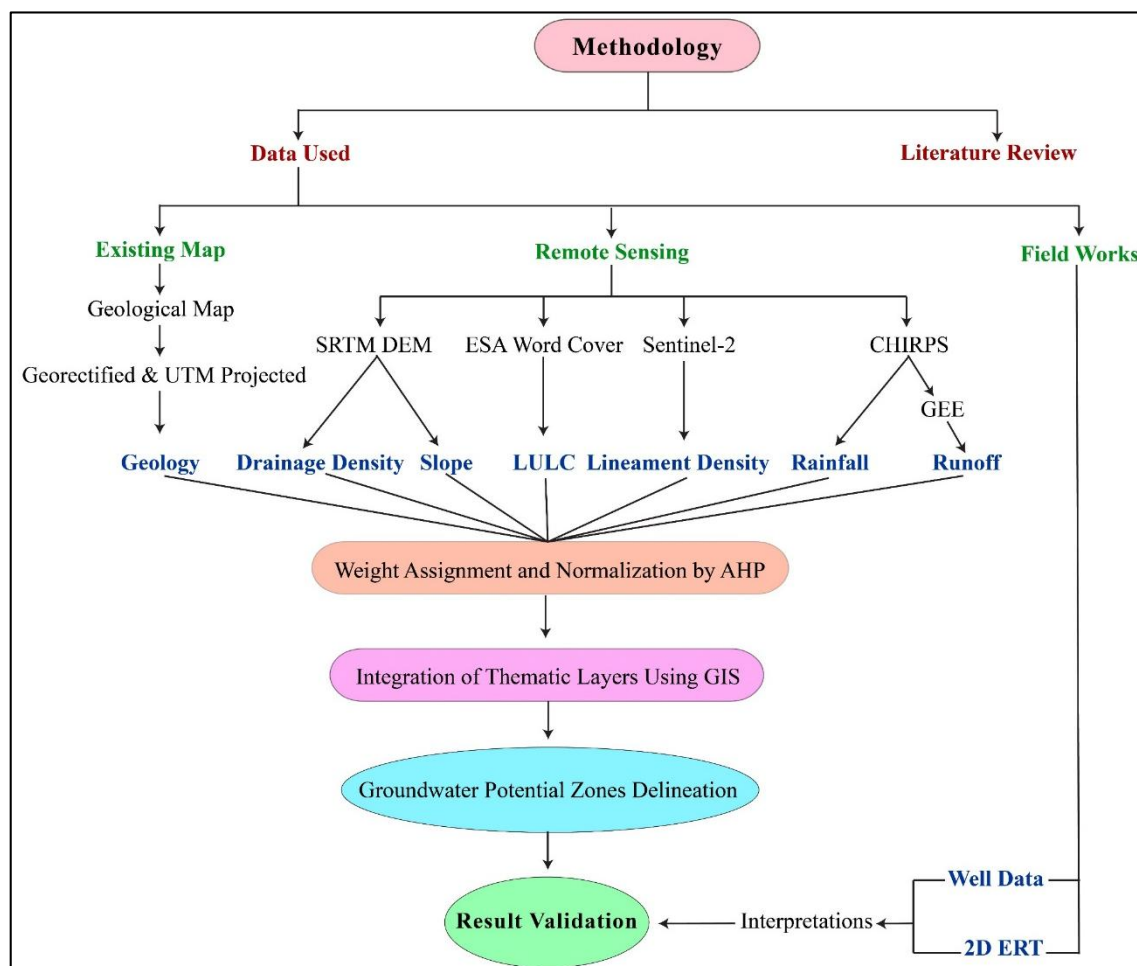 Methodology
Data Used
Literature Review
Existing Map
Remote Sensing
Field Works
Geological Map
SRTM DEM
ESA Word Cover
Sentinel-2
CHIRPS
Georectified & UTM Projected
GEE
Geology
Drainage Density
Slope
LULC
Lineament Density
Rainfall
Runoff
Weight Assignment and Normalization by AHP
Integration of Thematic Layers Using GIS
Groundwater Potential Zones Delineation
Well Data
Result Validation
Interpretations
2D ERT